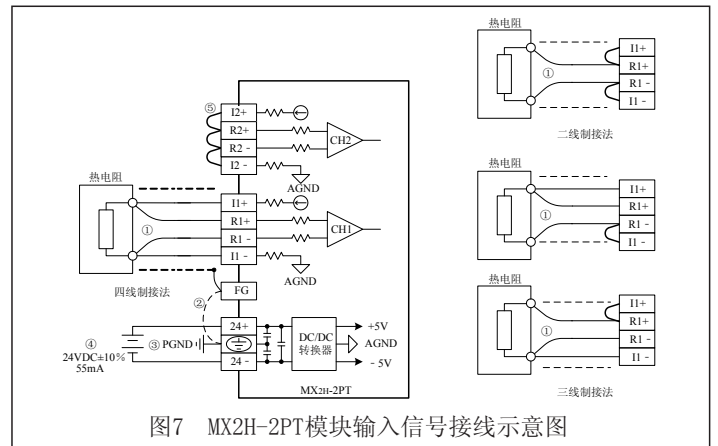 热电阻
I1+
R1+
R1 -
I1 -
①
二线制接法
⑤
I2+
R2+
R2 -
I2 -
CH2
AGND
热电阻
①
I1+
R1+
R1 -
I1 -
CH1
AGND
四线制接法
FG
②
热电阻
①
I1+
R1+
R1 -
I1 -
④
24VDC±10%
55mA
③ PGND
24+
24 -
DC/DC
转换器
+5V
AGND
- 5V
MX2H-2PT
热电阻
①
I1+
R1+
R1 -
I1 -
三线制接法
图7 MX2H-2PT模块输入信号接线示意图